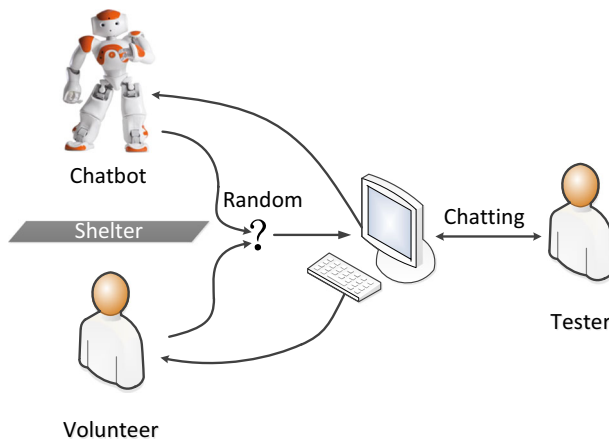 Chatbot
Random
Shelter
?
Chatting
Tester
Volunteer